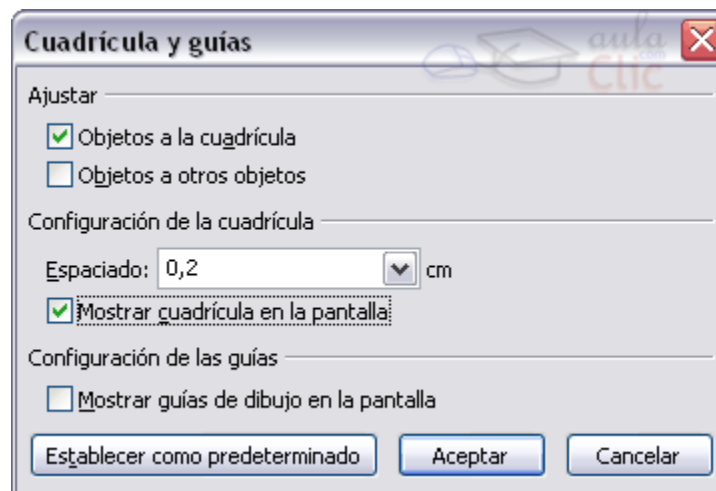 Cuadrícula y guías
aula
.com
Clic
Ajustar
Objetos a la cuadrícula
Objetos a otros objetos
Configuración de la cuadrícula
Espaciado: 0,2 cm
Mostrar cuadrícula en la pantalla
Configuración de las guías
Mostrar guías de dibujo en la pantalla
Establecer como predeterminado Aceptar Cancelar